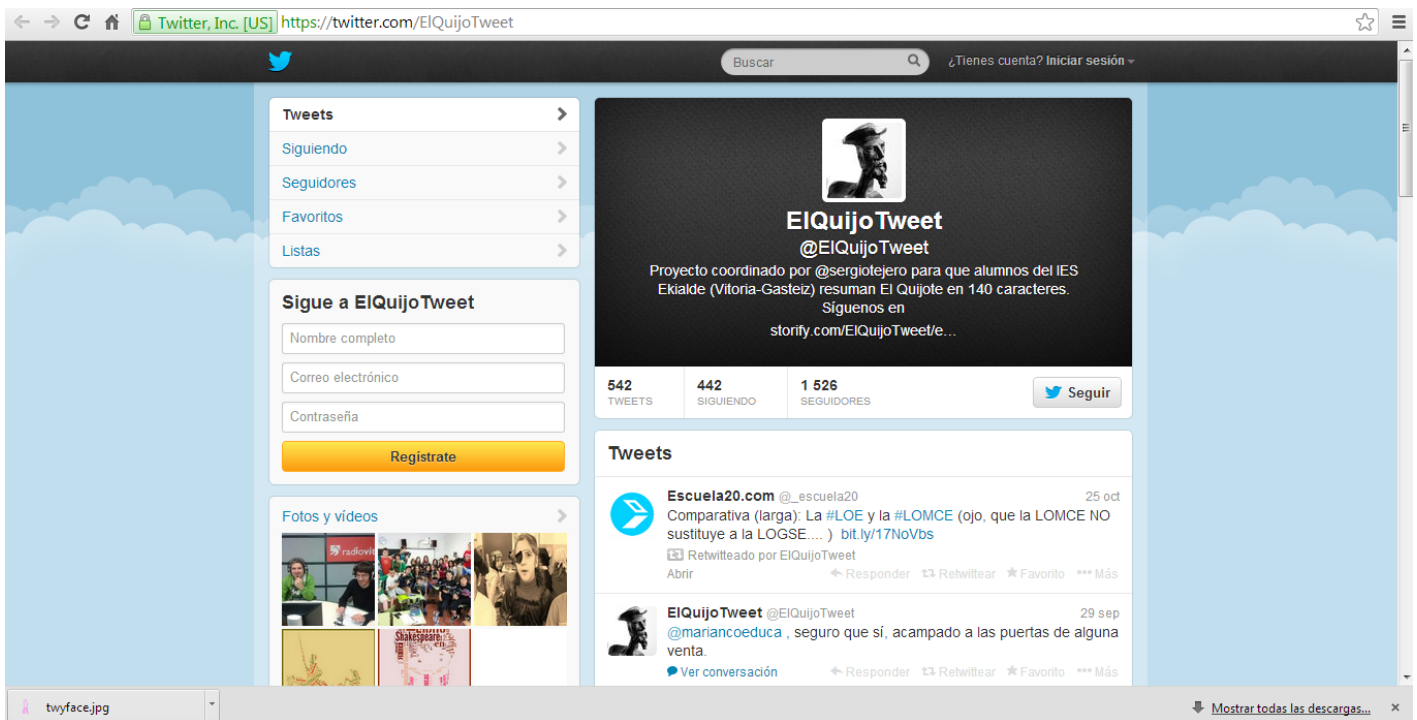 Twitter, Inc. [US] https://twitter.com/ElQuijoTweet
Buscar
¿Tienes cuenta? Iniciar sesión
Tweets
Siguiendo
Seguidores
Favoritos
Listas
Sigue a ElQuijoTweet
Nombre completo
Correo electrónico
Contraseña
Regístrate
Fotos y vídeos
radiovit
Shakespeare
en
ElQuijoTweet
@ElQuijoTweet
Proyecto coordinado por @sergiotejero para que alumnos del IES
Ekialde (Vitoria-Gasteiz) resuman El Quijote en 140 caracteres.
Síguenos en
storify.com/ElQuijoTweet/e…
542 TWEETS
442 SIGUIENDO
1 526 SEGUIDORES
Seguir
Tweets
Escuela20.com @_escuela20 25 oct
Comparativa (larga): La #LOE y la #LOMCE (ojo, que la LOMCE NO
sustituye a la LOGSE.... ) bit.ly/17NoVbs
Retwitteado por ElQuijoTweet
Abrir Responder Retwittear Favorito Más
ElQuijoTweet @ElQuijoTweet 29 sep
@mariancoeduca , seguro que sí, acampado a las puertas de alguna
venta.
Ver conversación Responder Retwittear Favorito Más
twyface.jpg
Mostrar todas las descargas...